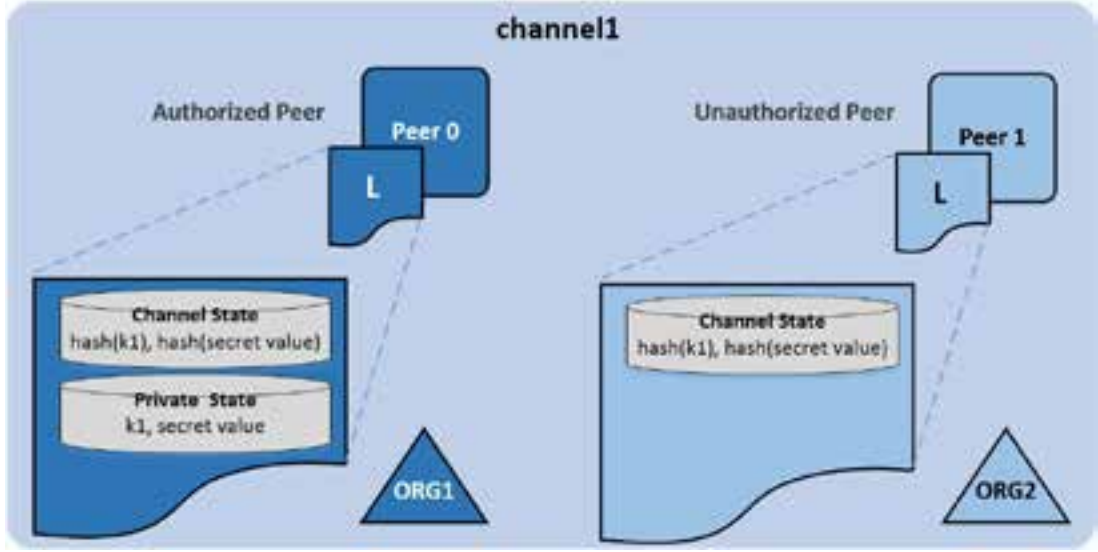 channel1
Authorized Peer
Peer 0
L
Channel State
hash(k1), hash(secret value)
Private State
k1, secret value
ORG1
Unauthorized Peer
Peer 1
L
Channel State
hash(k1), hash(secret value)
ORG2